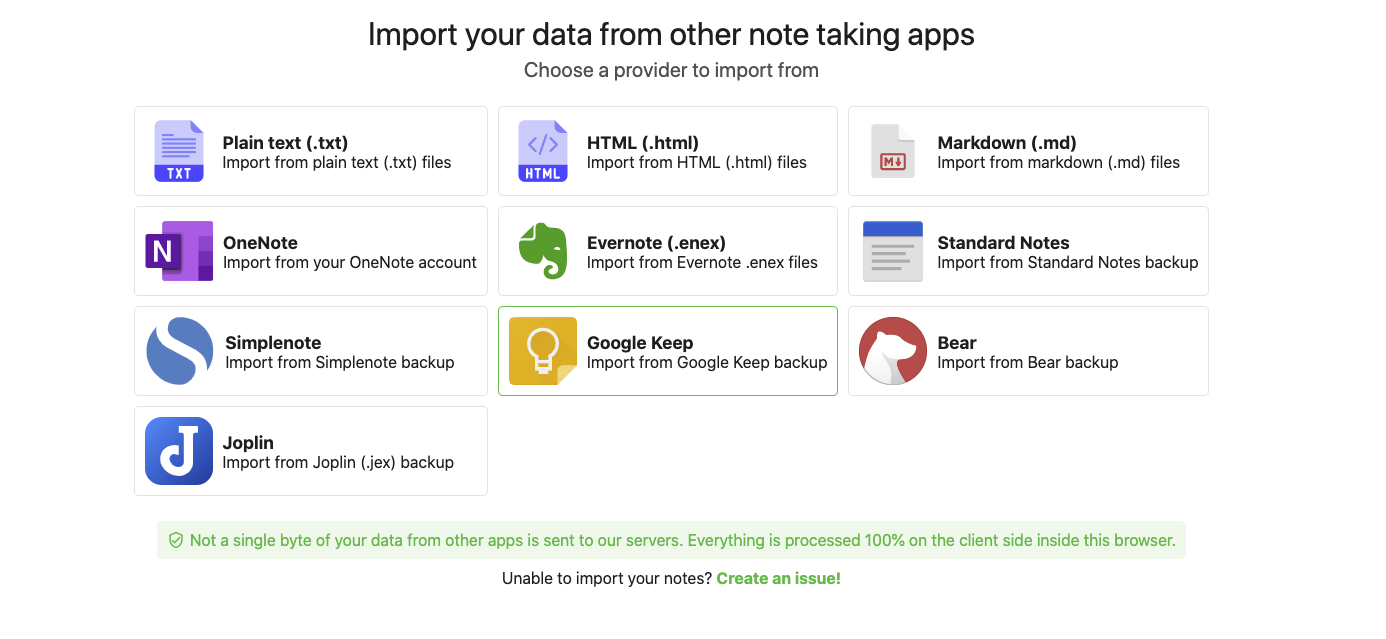 Import your data from other note taking apps
Choose a provider to import from
TXT
Plain text (.txt)
Import from plain text (.txt) files
</>
HTML
HTML (.html)
Import from HTML (.html) files
M
Markdown (.md)
Import from markdown (.md) files
N
OneNote
Import from your OneNote account
Evernote (.enex)
Import from Evernote .enex files
Standard Notes
Import from Standard Notes backup
Simplenote
Import from Simplenote backup
Google Keep
Import from Google Keep backup
Bear
Import from Bear backup
J
Joplin
Import from Joplin (.jex) backup
Not a single byte of your data from other apps is sent to our servers. Everything is processed 100% on the client side inside this browser.
Unable to import your notes? Create an issue!